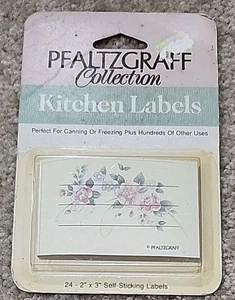 PFALTZGRAFF
Collection
Kitchen Labels
Perfect For Canning Or Freezing Plus Hundreds Of Other Uses
© PFALTZGRAFF
24 - 2" x 3" Self-Sticking Labels